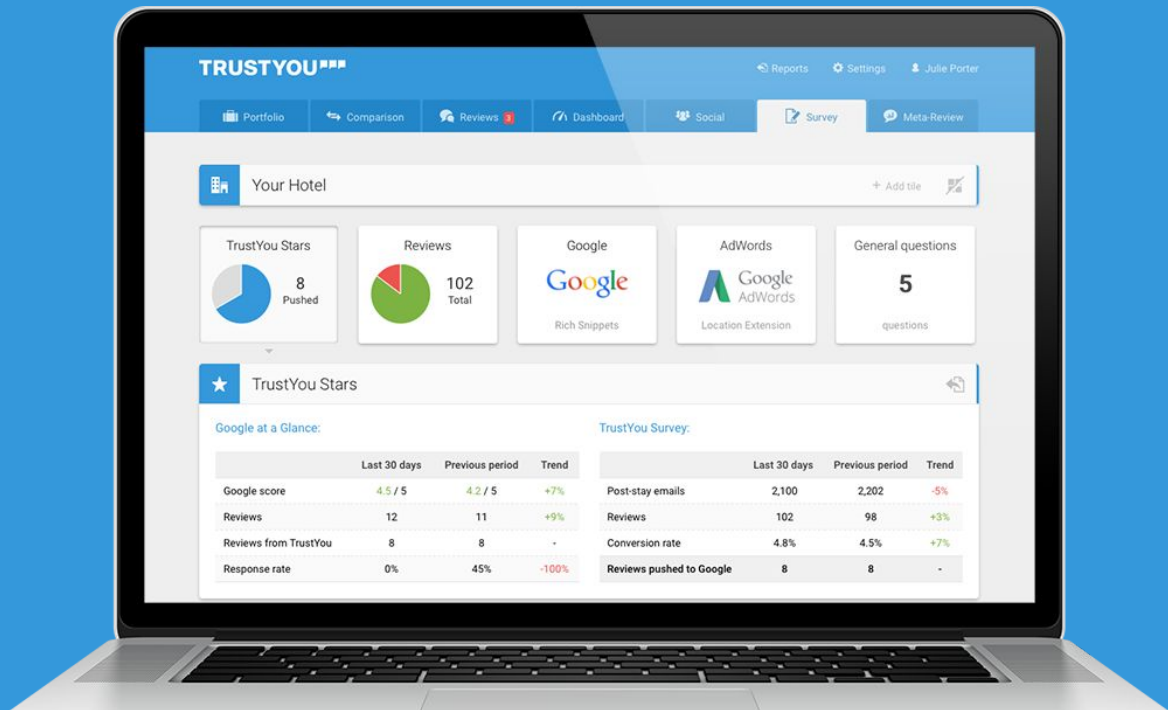 TRUSTYOU
Reports Settings Julie Porter
Portfolio Comparison Reviews 3 Dashboard Social Survey Meta-Review
Your Hotel + Add tile
TrustYou Stars
8
Pushed
Reviews
102
Total
Google
Google
Rich Snippets
AdWords
Google
AdWords
Location Extension
General questions
5
questions
TrustYou Stars
Google at a Glance:
Last 30 days Previous period Trend
Google score 4.5 / 5 4.2 / 5 +7%
Reviews 12 11 +9%
Reviews from TrustYou 8 8 -
Response rate 0% 45% -100%
TrustYou Survey:
Last 30 days Previous period Trend
Post-stay emails 2,100 2,202 -5%
Reviews 102 98 +3%
Conversion rate 4.8% 4.5% +7%
Reviews pushed to Google 8 8 -